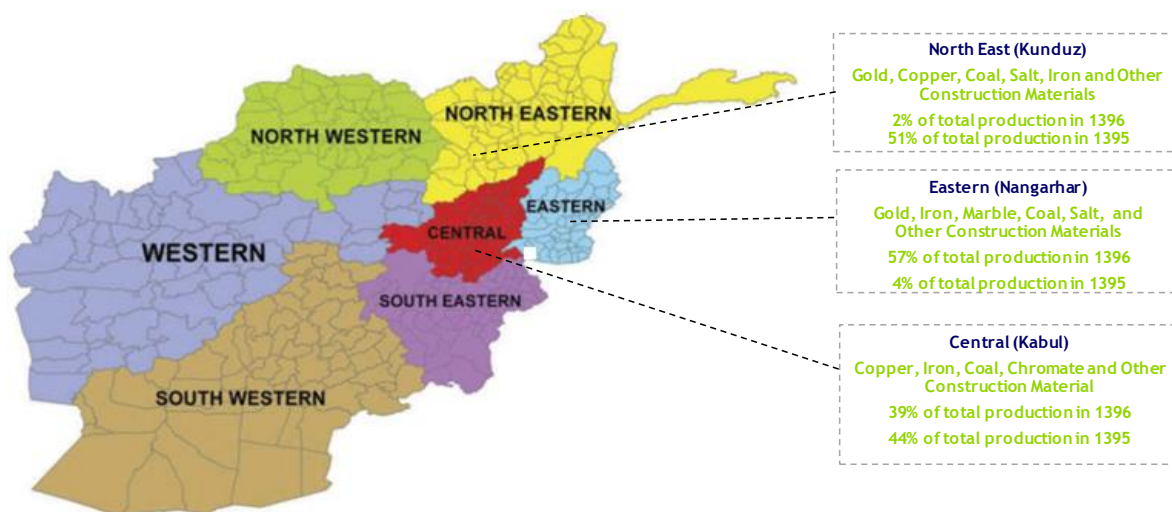 NORTH EASTERN
NORTH WESTERN
EASTERN
CENTRAL
WESTERN
SOUTH EASTERN
SOUTH WESTERN
North East (Kunduz)
Gold, Copper, Coal, Salt, Iron and Other
Construction Materials
2% of total production in 1396
51% of total production in 1395
Eastern (Nangarhar)
Gold, Iron, Marble, Coal, Salt, and
Other Construction Materials
57% of total production in 1396
4% of total production in 1395
Central (Kabul)
Copper, Iron, Coal, Chromate and Other
Construction Material
39% of total production in 1396
44% of total production in 1395